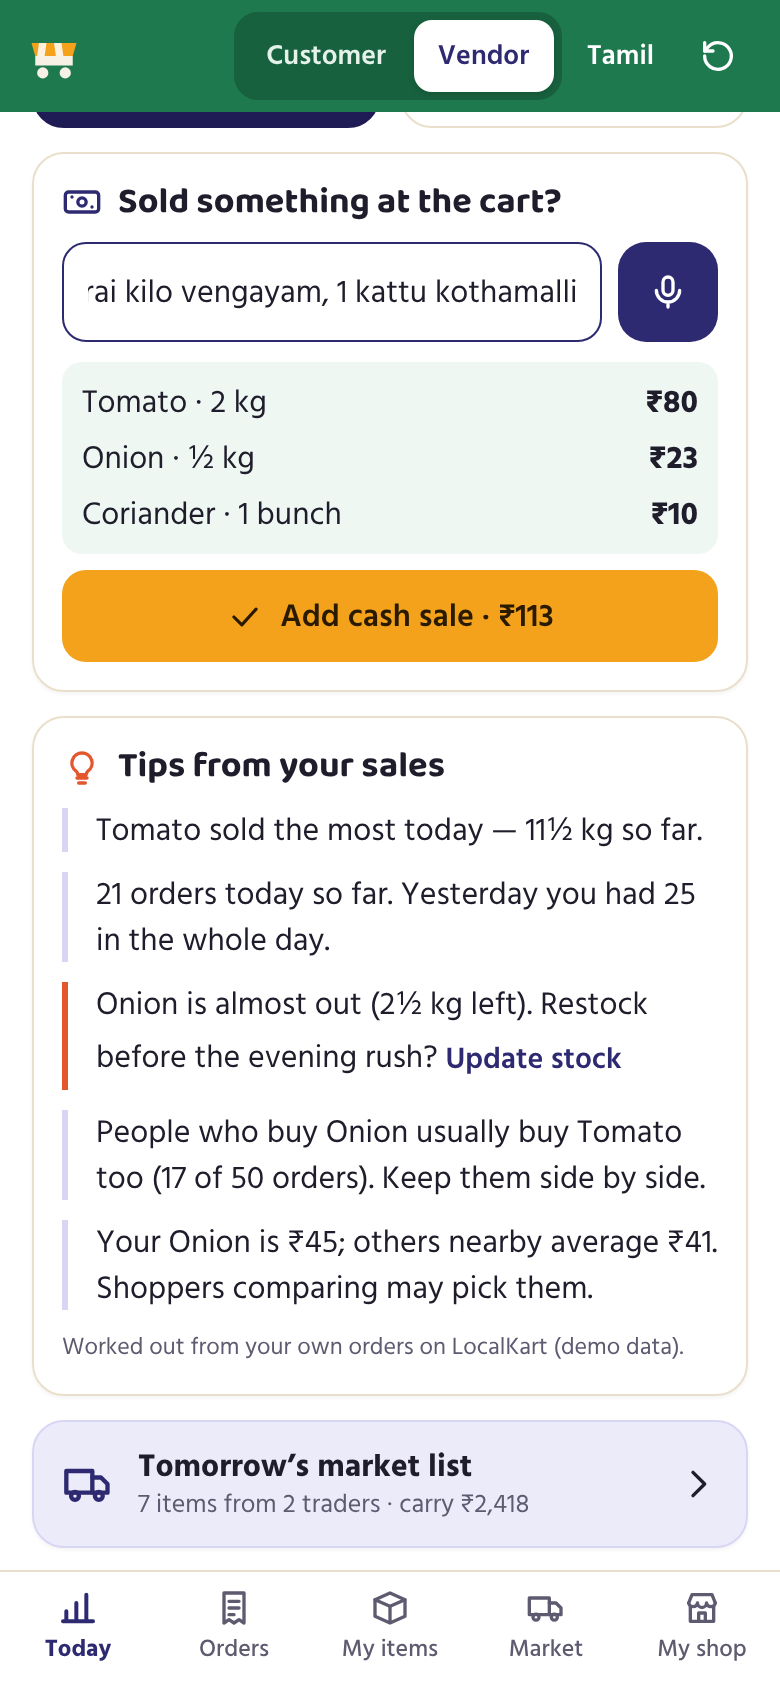 Customer
Vendor
Tamil
Sold something at the cart?
kilo vengayam, 1 kattu kothamalli
Tomato · 2 kg ₹80
Onion · ½ kg ₹23
Coriander · 1 bunch ₹10
Add cash sale · ₹113
Tips from your sales
Tomato sold the most today — 11½ kg so far.
21 orders today so far. Yesterday you had 25
in the whole day.
Onion is almost out (2½ kg left). Restock
before the evening rush? Update stock
People who buy Onion usually buy Tomato
too (17 of 50 orders). Keep them side by side.
Your Onion is ₹45; others nearby average ₹41.
Shoppers comparing may pick them.
Worked out from your own orders on LocalKart (demo data).
Tomorrow’s market list
7 items from 2 traders · carry ₹2,418
Today
Orders
My items
Market
My shop